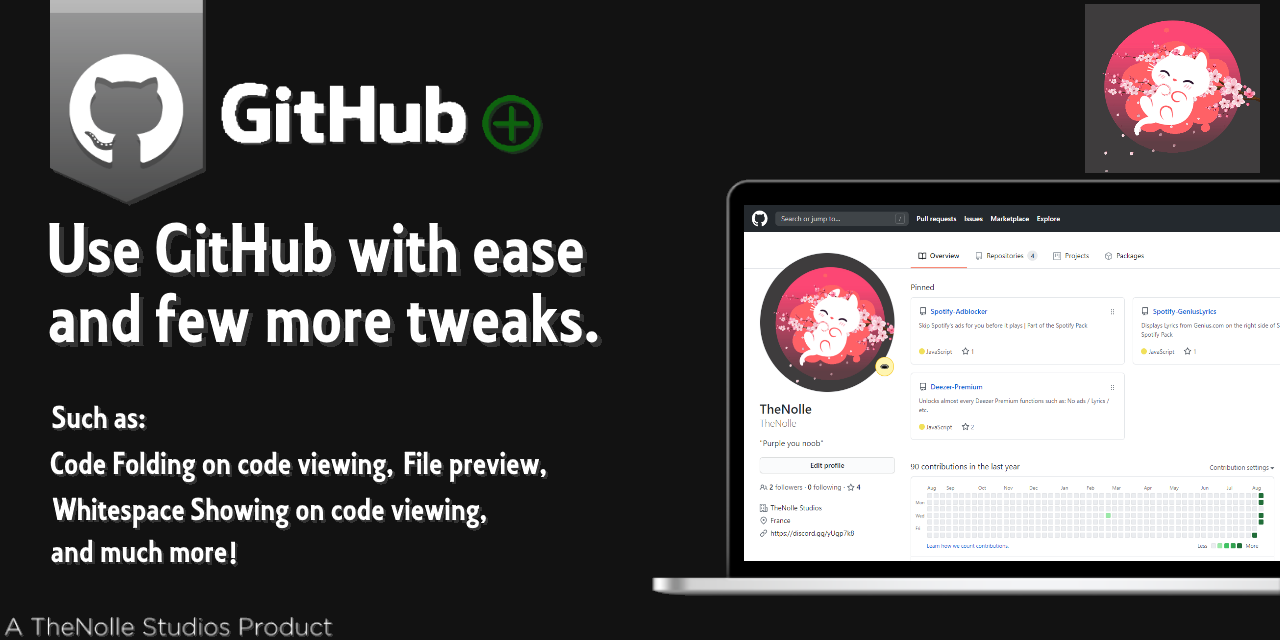 GitHub
Use GitHub with ease
and few more tweaks.
Such as:
Code Folding on code viewing, File preview,
Whitespace Showing on code viewing,
and much more!
A TheNolle Studios Product
Search or jump to... /
Pull requests Issues Marketplace Explore
Overview Repositories 4 Projects Packages
Pinned
Spotify-Adblocker
Skip Spotify's ads for you before it plays | Part of the Spotify Pack
JavaScript 1
Spotify-GeniusLyrics
Displays Lyrics from Genius.com on the right side of S
Spotify Pack
JavaScript 1
Deezer-Premium
Unlocks almost every Deezer Premium functions such as: No ads / Lyrics /
etc.
JavaScript 2
TheNolle
TheNolle
"Purple you noob"
Edit profile
2 followers · 0 following · 4
TheNolle Studios
France
https://discord.gg/yUgp7k8
90 contributions in the last year
Contribution settings
Aug Sep Oct Nov Dec Jan Feb Mar Apr May Jun Jul Aug
Mon
Wed
Fri
Learn how we count contributions.
Less More